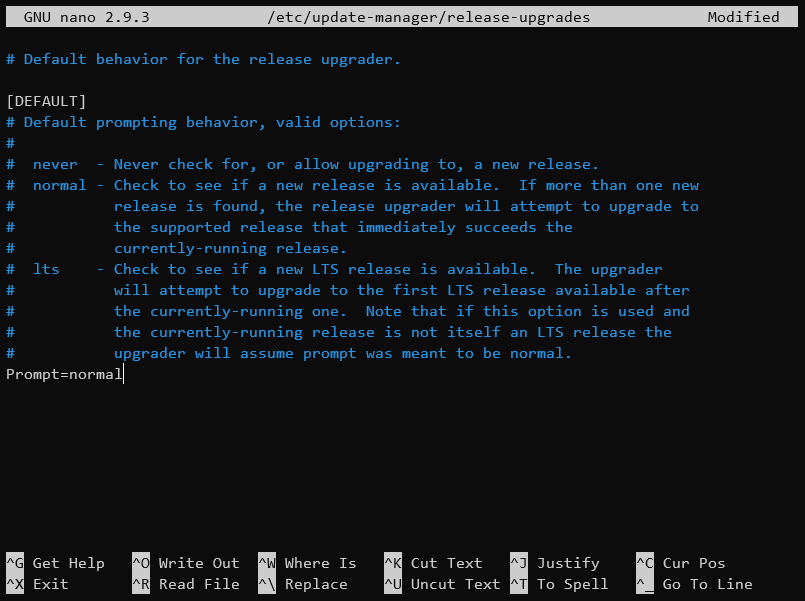 GNU nano 2.9.3 /etc/update-manager/release-upgrades Modified
# Default behavior for the release upgrader.
[DEFAULT]
# Default prompting behavior, valid options:
#
#  never  - Never check for, or allow upgrading to, a new release.
#  normal - Check to see if a new release is available.  If more than one new
#           release is found, the release upgrader will attempt to upgrade to
#           the supported release that immediately succeeds the
#           currently-running release.
#  lts    - Check to see if a new LTS release is available.  The upgrader
#           will attempt to upgrade to the first LTS release available after
#           the currently-running one.  Note that if this option is used and
#           the currently-running release is not itself an LTS release the
#           upgrader will assume prompt was meant to be normal.
Prompt=normal
^G Get Help ^O Write Out ^W Where Is ^K Cut Text ^J Justify ^C Cur Pos
^X Exit ^R Read File ^\ Replace ^U Uncut Text ^T To Spell ^_ Go To Line